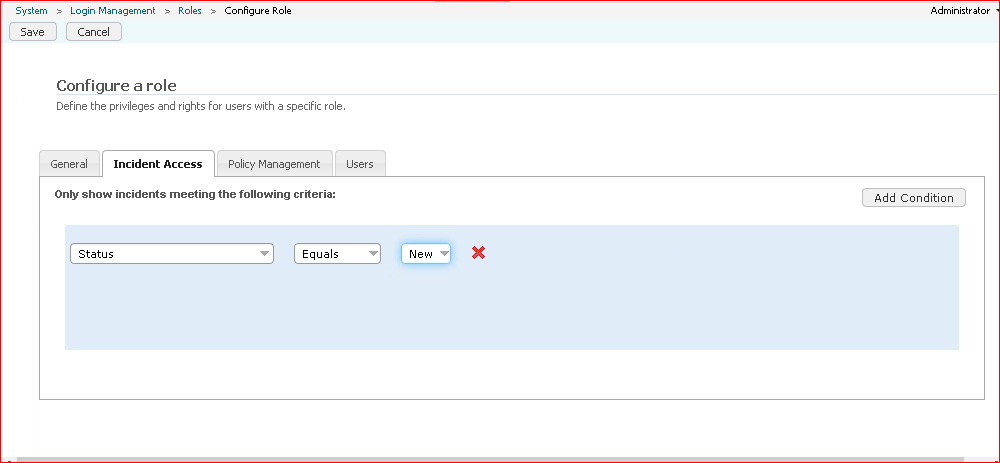 System > Login Management > Roles > Configure Role Administrator
Save Cancel
Configure a role
Define the privileges and rights for users with a specific role.
General Incident Access Policy Management Users
Only show incidents meeting the following criteria: Add Condition
Status Equals New